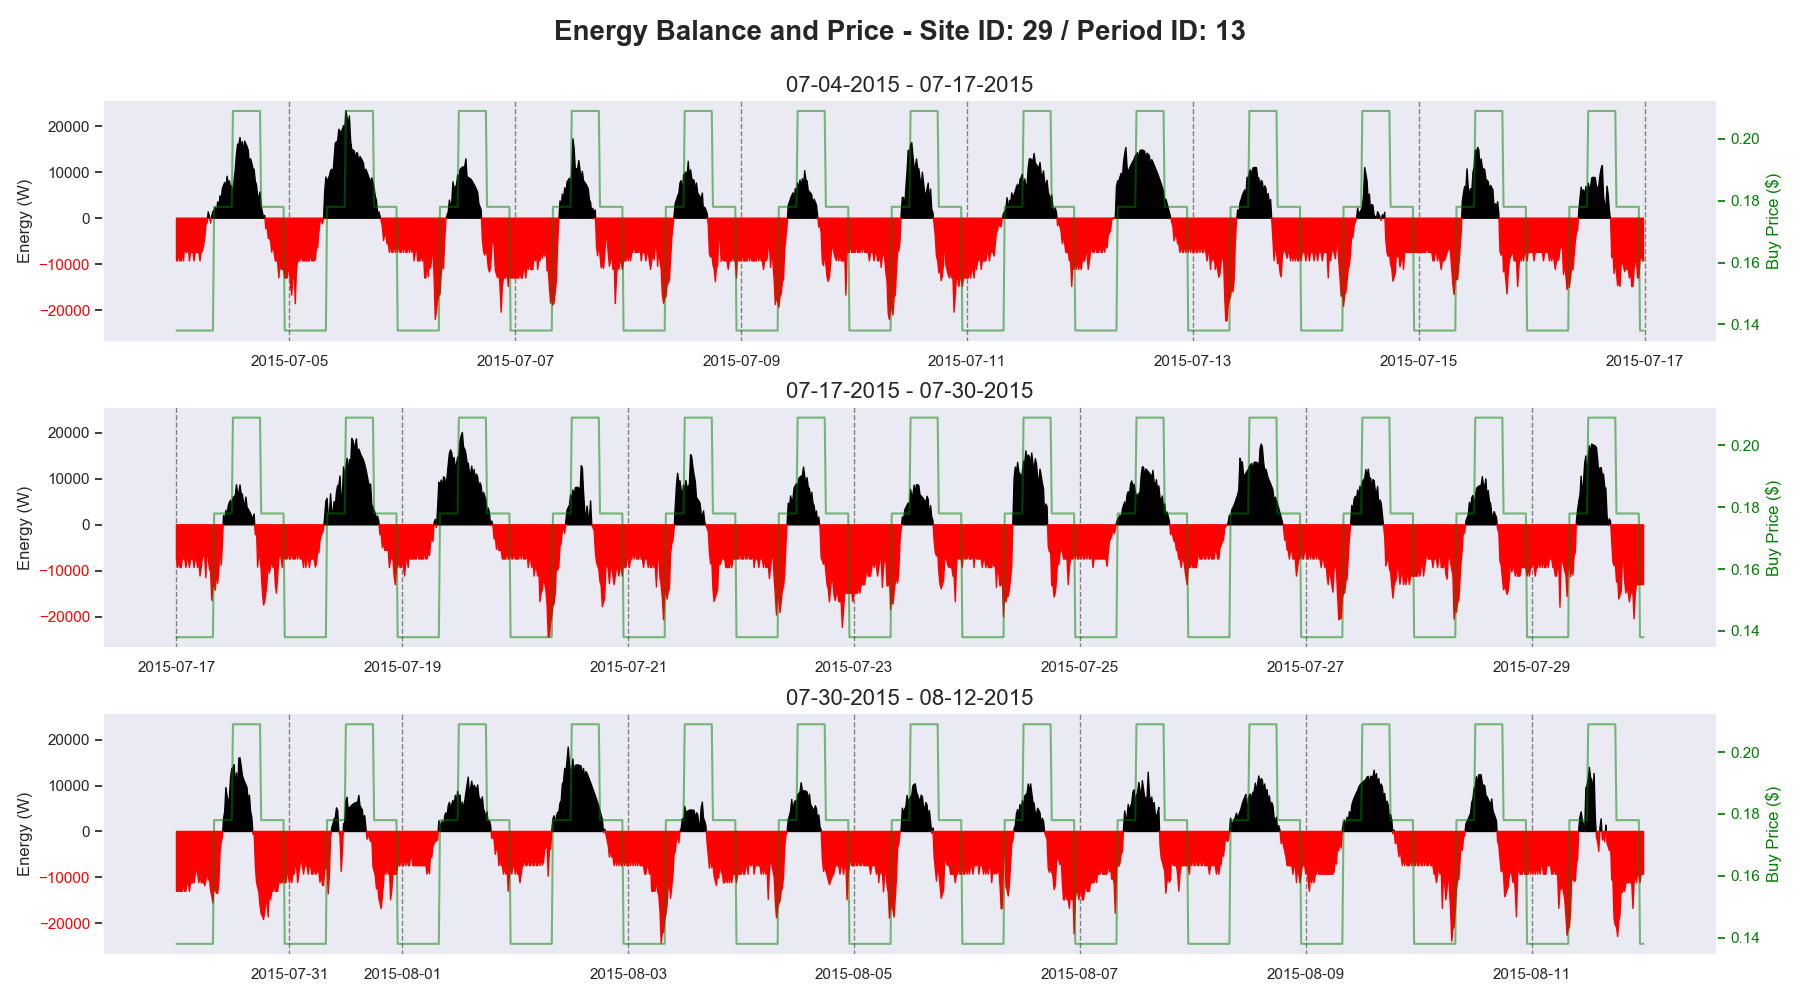 Energy Balance and Price - Site ID: 29 / Period ID: 13
07-04-2015 - 07-17-2015
Energy (W)
20000
10000
0
−10000
−20000
0.20
0.18
0.16
0.14
Buy Price ($)
2015-07-05 2015-07-07 2015-07-09 2015-07-11 2015-07-13 2015-07-15 2015-07-17
07-17-2015 - 07-30-2015
Energy (W)
20000
10000
0
−10000
−20000
0.20
0.18
0.16
0.14
Buy Price ($)
2015-07-17 2015-07-19 2015-07-21 2015-07-23 2015-07-25 2015-07-27 2015-07-29
07-30-2015 - 08-12-2015
Energy (W)
20000
10000
0
−10000
−20000
0.20
0.18
0.16
0.14
Buy Price ($)
2015-07-31 2015-08-01 2015-08-03 2015-08-05 2015-08-07 2015-08-09 2015-08-11